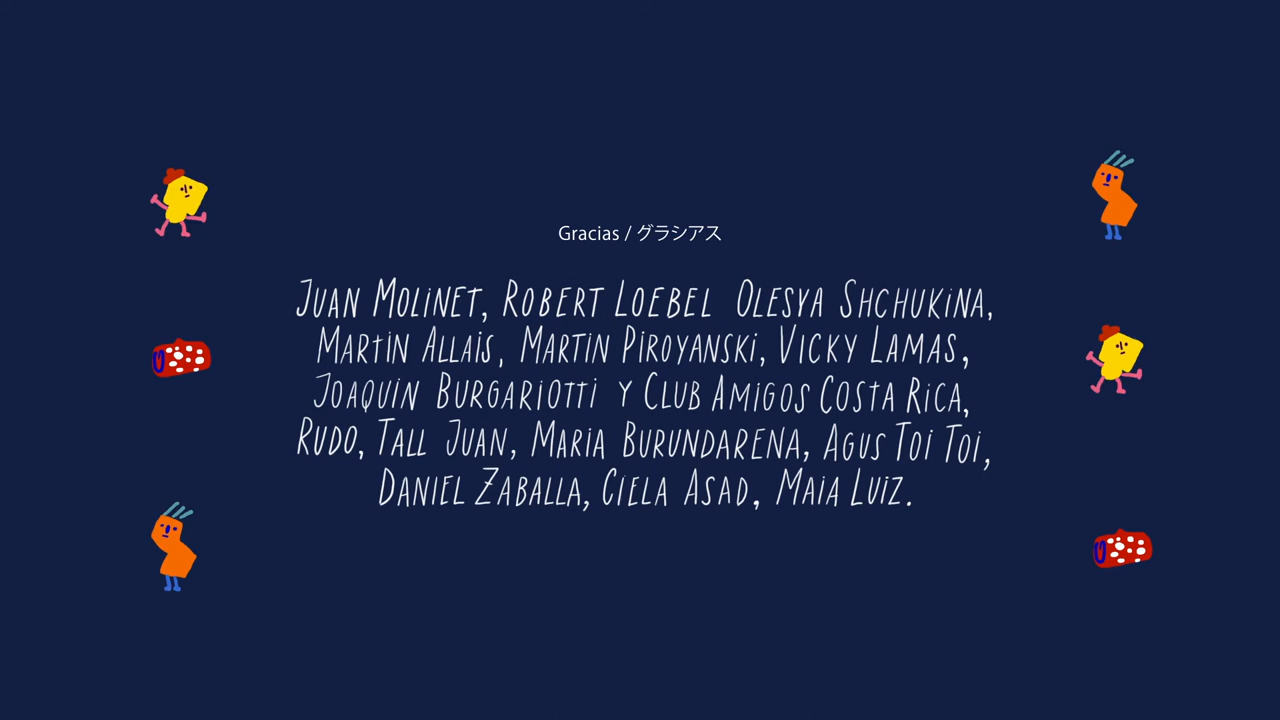 Gracias / グラシアス
JUAN MOLiNET, ROBERT LOEBEL OLESYA SHCHUKiNA,
MARTiN ALLAiS, MARTiN PiROYANSKi, ViCKY LAMAS,
JOAQUiN BURGARiOTTi Y CLUB AMiGOS COSTA RiCA,
RUDO, TALL JUAN, MARiA BURUNDARENA, AGUS TOi TOi,
DANiEL ZABALLA, CiELA ASAD, MAiA LUiZ.